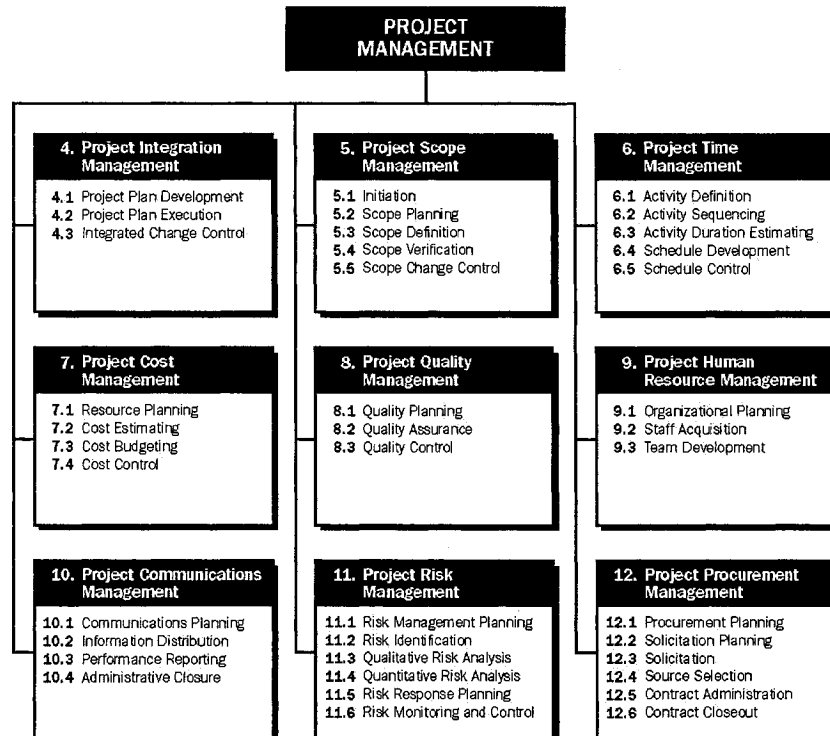 PROJECT
MANAGEMENT
4. Project Integration
Management
4.1 Project Plan Development
4.2 Project Plan Execution
4.3 Integrated Change Control
5. Project Scope
Management
5.1 Initiation
5.2 Scope Planning
5.3 Scope Definition
5.4 Scope Verification
5.5 Scope Change Control
6. Project Time
Management
6.1 Activity Definition
6.2 Activity Sequencing
6.3 Activity Duration Estimating
6.4 Schedule Development
6.5 Schedule Control
7. Project Cost
Management
7.1 Resource Planning
7.2 Cost Estimating
7.3 Cost Budgeting
7.4 Cost Control
8. Project Quality
Management
8.1 Quality Planning
8.2 Quality Assurance
8.3 Quality Control
9. Project Human
Resource Management
9.1 Organizational Planning
9.2 Staff Acquisition
9.3 Team Development
10. Project Communications
Management
10.1 Communications Planning
10.2 Information Distribution
10.3 Performance Reporting
10.4 Administrative Closure
11. Project Risk
Management
11.1 Risk Management Planning
11.2 Risk Identification
11.3 Qualitative Risk Analysis
11.4 Quantitative Risk Analysis
11.5 Risk Response Planning
11.6 Risk Monitoring and Control
12. Project Procurement
Management
12.1 Procurement Planning
12.2 Solicitation Planning
12.3 Solicitation
12.4 Source Selection
12.5 Contract Administration
12.6 Contract Closeout